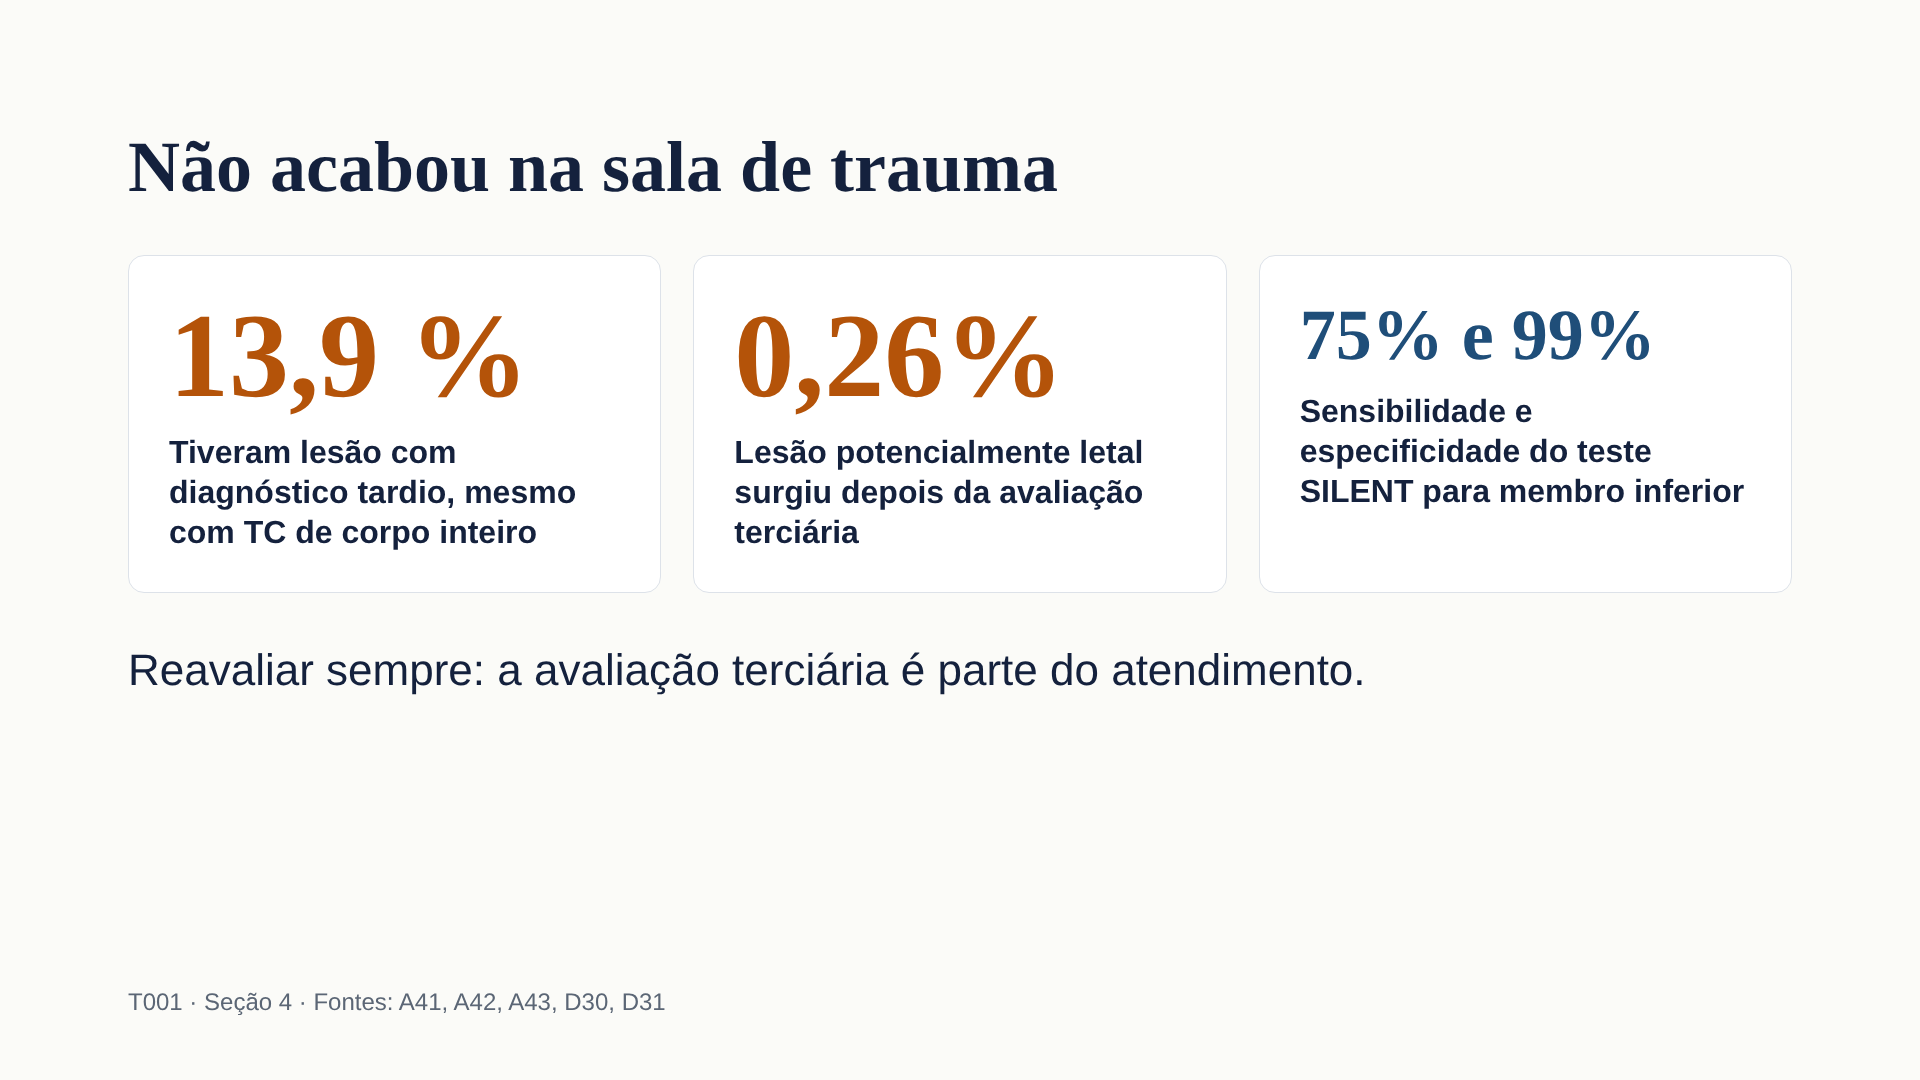 Não acabou na sala de trauma
13,9 %
Tiveram lesão com
diagnóstico tardio, mesmo
com TC de corpo inteiro
0,26%
Lesão potencialmente letal
surgiu depois da avaliação
terciária
75% e 99%
Sensibilidade e
especificidade do teste
SILENT para membro inferior
Reavaliar sempre: a avaliação terciária é parte do atendimento.
T001 · Seção 4 · Fontes: A41, A42, A43, D30, D31